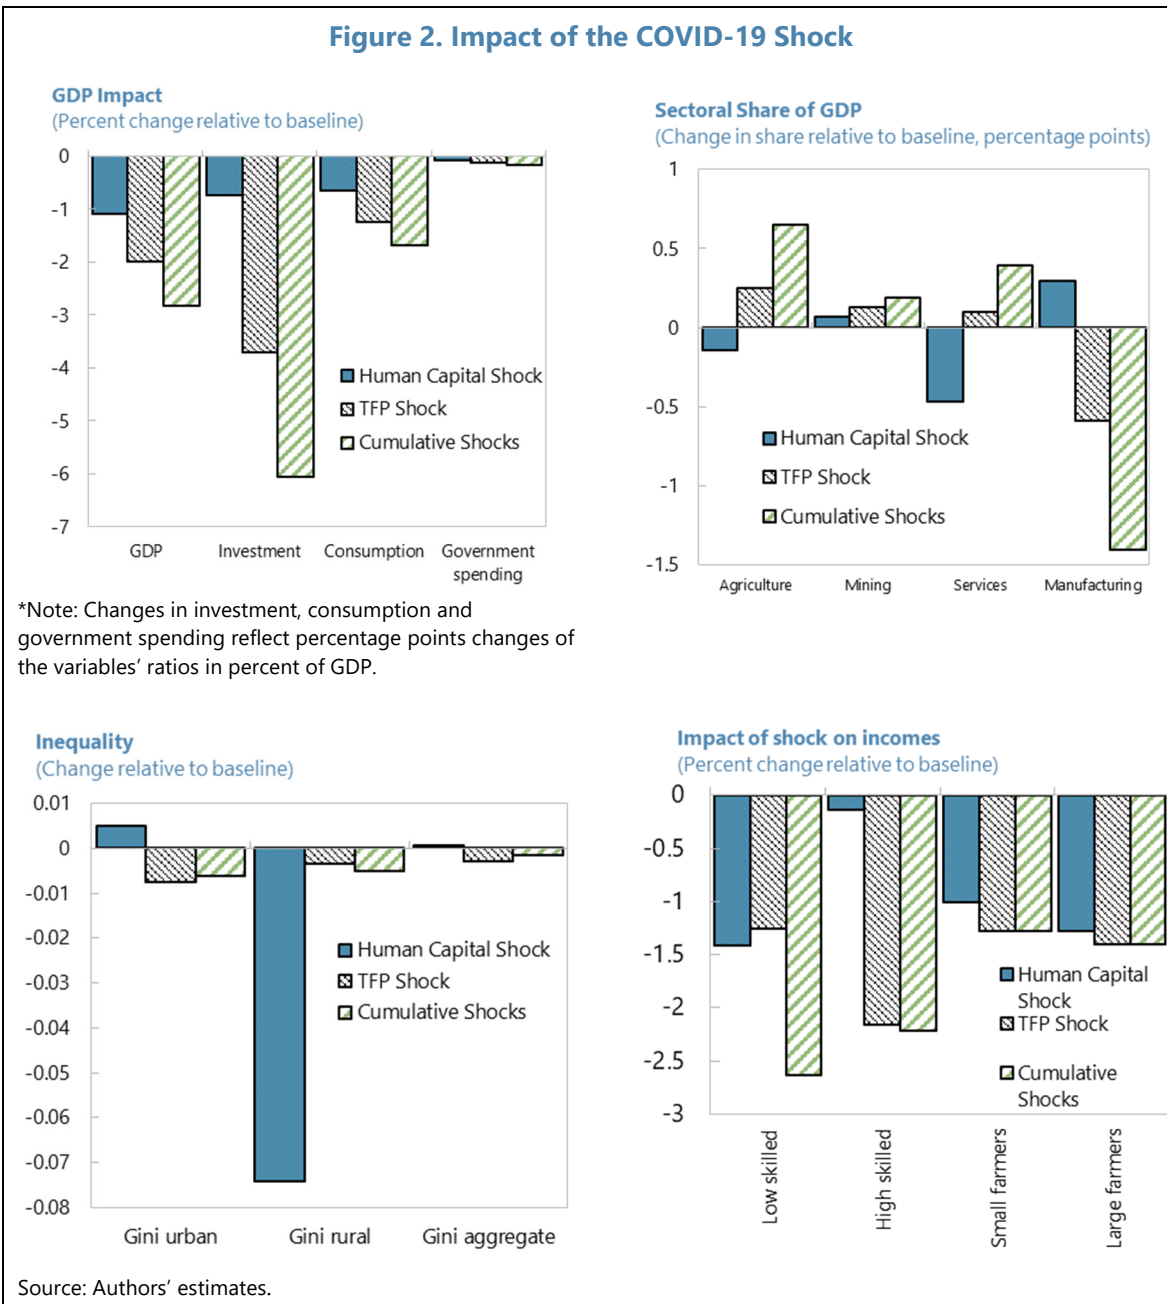 Figure 2. Impact of the COVID-19 Shock
GDP Impact
(Percent change relative to baseline)
0
-1
-2
-3
-4
-5
-6
-7
Human Capital Shock
TFP Shock
Cumulative Shocks
GDP
Investment
Consumption
Government
spending
*Note: Changes in investment, consumption and
government spending reflect percentage points changes of
the variables' ratios in percent of GDP.
Sectoral Share of GDP
(Change in share relative to baseline, percentage points)
1
0.5
0
-0.5
-1
-1.5
Human Capital Shock
TFP Shock
Cumulative Shocks
Agriculture
Mining
Services
Manufacturing
Inequality
(Change relative to baseline)
0.01
0
-0.01
-0.02
-0.03
-0.04
-0.05
-0.06
-0.07
-0.08
Human Capital Shock
TFP Shock
Cumulative Shocks
Gini urban
Gini rural
Gini aggregate
Impact of shock on incomes
(Percent change relative to baseline)
0
-0.5
-1
-1.5
-2
-2.5
-3
Human Capital
Shock
TFP Shock
Cumulative
Shocks
Low skilled
High skilled
Small farmers
Large farmers
Source: Authors' estimates.